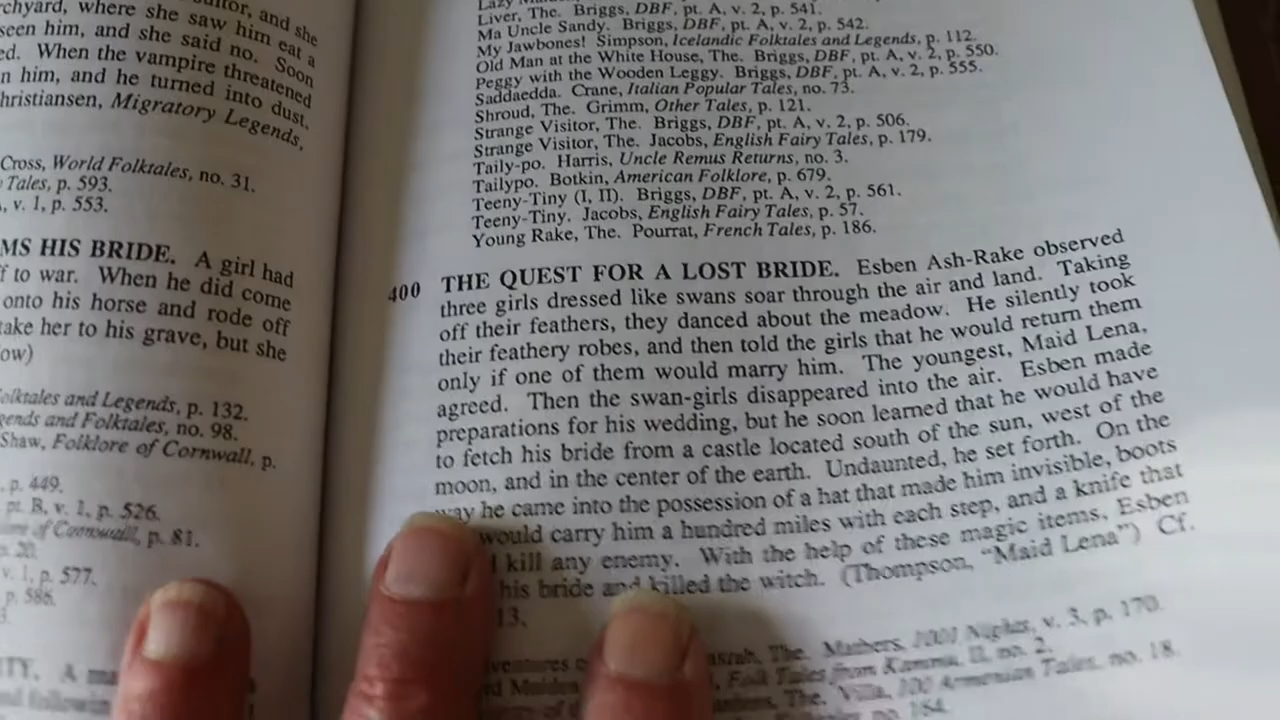 rchyard, where she saw him eat a
seen him, and she said no. Soon
ed. When the vampire threatened
n him, and he turned into dust.
hristiansen, Migratory Legends,
Cross, World Folktales, no. 31.
Tales, p. 593.
, v. 1, p. 553.
MS HIS BRIDE. A girl had
f to war. When he did come
onto his horse and rode off
take her to his grave, but she
ow)
olktales and Legends, p. 132.
gends and Folktales, no. 98.
Shaw, Folklore of Cornwall, p.
p. 449.
pt. B, v. 1, p. 526.
Cornwall, p. 81.
p. 20.
v. 1, p. 577.
p. 586.
Liver, The. Briggs, DBF, pt. A, v. 2, p. 541.
Ma Uncle Sandy. Briggs, DBF, pt. A, v. 2, p. 542.
My Jawbones! Simpson, Icelandic Folktales and Legends, p. 112.
Old Man at the White House, The. Briggs, DBF, pt. A, v. 2, p. 550.
Peggy with the Wooden Leggy. Briggs, DBF, pt. A, v. 2, p. 555.
Saddaedda. Crane, Italian Popular Tales, no. 73.
Shroud, The. Grimm, Other Tales, p. 121.
Strange Visitor, The. Briggs, DBF, pt. A, v. 2, p. 506.
Strange Visitor, The. Jacobs, English Fairy Tales, p. 179.
Taily-po. Harris, Uncle Remus Returns, no. 3.
Tailypo. Botkin, American Folklore, p. 679.
Teeny-Tiny (I, II). Briggs, DBF, pt. A, v. 2, p. 561.
Teeny-Tiny. Jacobs, English Fairy Tales, p. 57.
Young Rake, The. Pourrat, French Tales, p. 186.
400 THE QUEST FOR A LOST BRIDE. Esben Ash-Rake observed
three girls dressed like swans soar through the air and land. Taking
off their feathers, they danced about the meadow. He silently took
their feathery robes, and then told the girls that he would return them
only if one of them would marry him. The youngest, Maid Lena,
agreed. Then the swan-girls disappeared into the air. Esben made
preparations for his wedding, but he soon learned that he would have
to fetch his bride from a castle located south of the sun, west of the
moon, and in the center of the earth. Undaunted, he set forth. On the
way he came into the possession of a hat that made him invisible, boots
would carry him a hundred miles with each step, and a knife that
kill any enemy. With the help of these magic items, Esben
his bride and killed the witch. (Thompson, "Maid Lena") Cf.
13.
The. Mathers, 1001 Nights, v. 3, p. 170.
Folk Tales from Kammu, II, no. 2.
The. Villa, 100 Armenian Tales, no. 18.
no. 164.